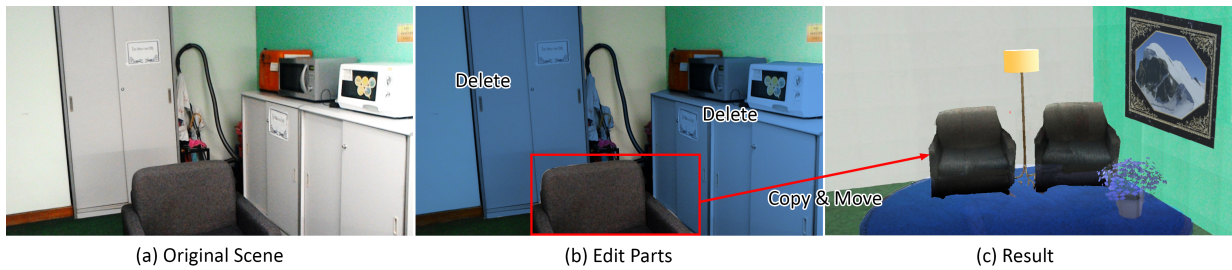 Delete
Delete
Copy & Move
(a) Original Scene
(b) Edit Parts
(c) Result